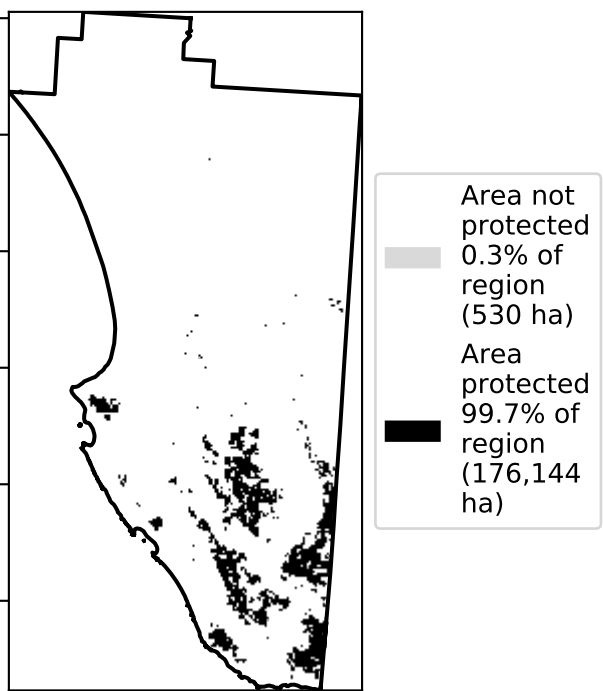 Area not
protected
0.3% of
region
(530 ha)
Area
protected
99.7% of
region
(176,144
ha)